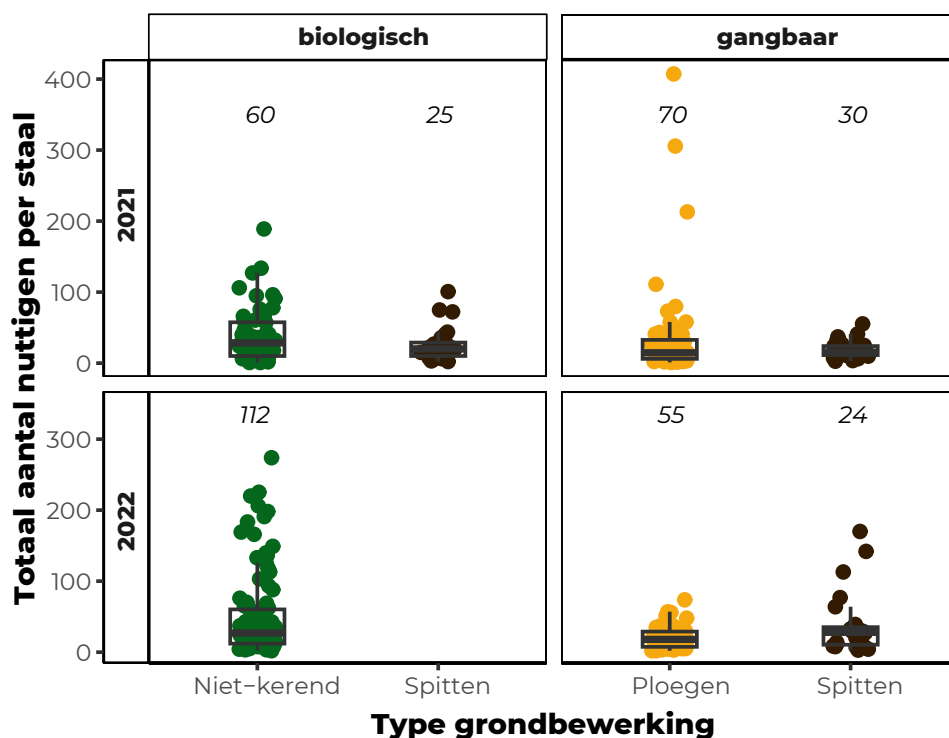 biologisch gangbaar
Totaal aantal nuttigen per staal
2021
400
300
200
100
0
60 25 70 30
2022
300
200
100
0
112 55 24
Niet−kerend Spitten Ploegen Spitten
Type grondbewerking